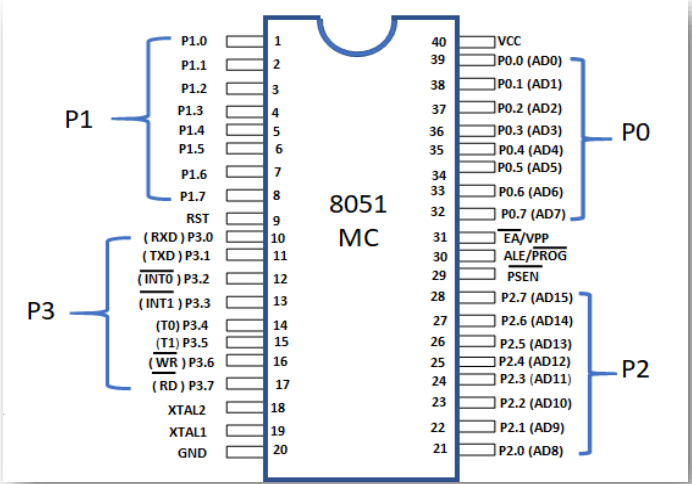 P1.0 1
P1.1 2
P1.2 3
P1.3 4
P1.4 5
P1.5 6
P1.6 7
P1.7 8
P1
RST 9
(RXD) P3.0 10
(TXD) P3.1 11
(INT0) P3.2 12
(INT1) P3.3 13
(T0) P3.4 14
(T1) P3.5 15
(WR) P3.6 16
(RD) P3.7 17
P3
XTAL2 18
XTAL1 19
GND 20
8051
MC
40 VCC
39 P0.0 (AD0)
38 P0.1 (AD1)
37 P0.2 (AD2)
36 P0.3 (AD3)
35 P0.4 (AD4)
34 P0.5 (AD5)
33 P0.6 (AD6)
32 P0.7 (AD7)
P0
31 EA/VPP
30 ALE/PROG
29 PSEN
28 P2.7 (AD15)
27 P2.6 (AD14)
26 P2.5 (AD13)
25 P2.4 (AD12)
24 P2.3 (AD11)
23 P2.2 (AD10)
22 P2.1 (AD9)
21 P2.0 (AD8)
P2